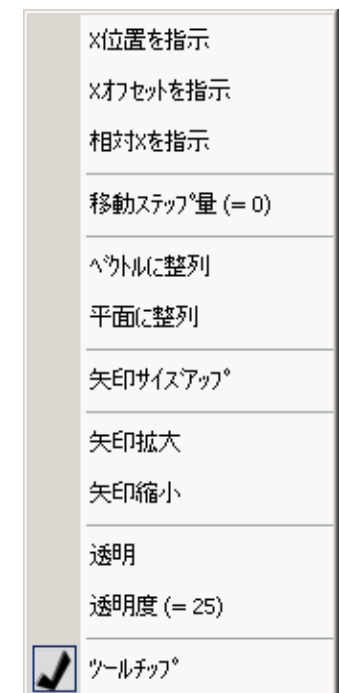 X位置を指示
Xオフセットを指示
相対Xを指示
移動ステップ量 (= 0)
ベクトルに整列
平面に整列
矢印サイズアップ
矢印拡大
矢印縮小
透明
透明度 (= 25)
ツールチップ